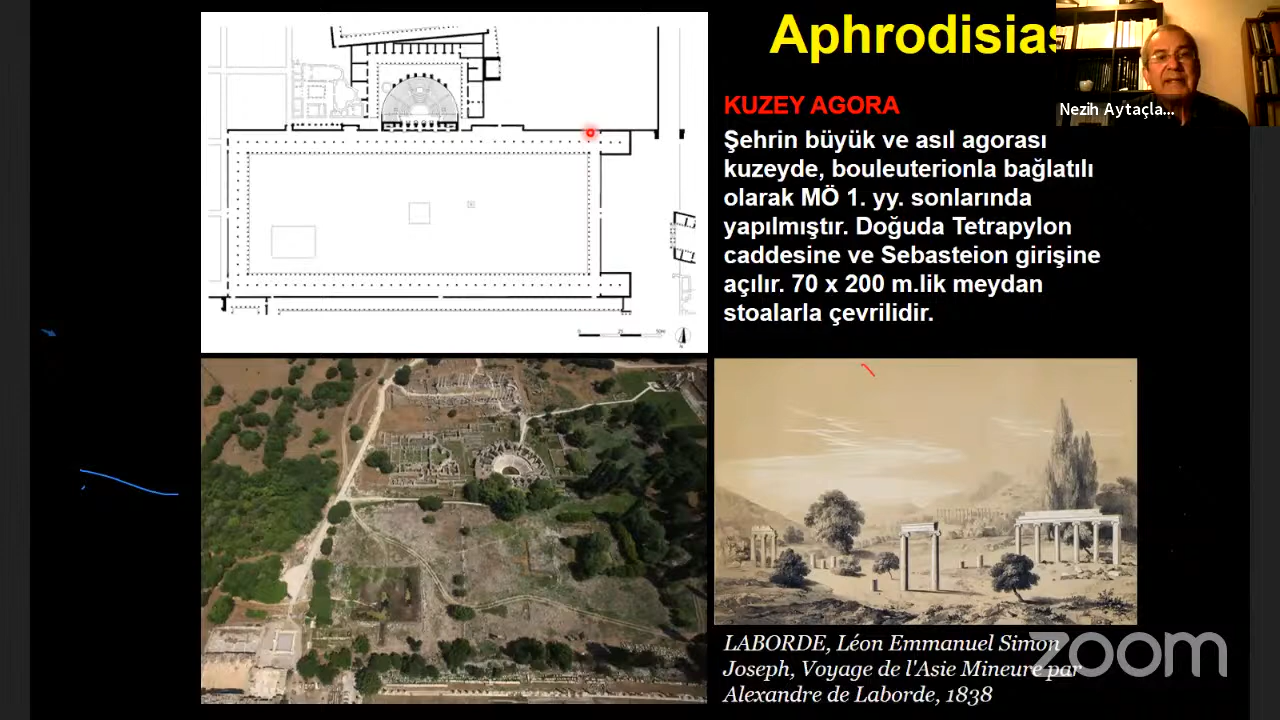 Aphrodisias
Nezih Aytaçla...
KUZEY AGORA
Şehrin büyük ve asıl agorası
kuzeyde, bouleuterionla bağlatılı
olarak MÖ 1. yy. sonlarında
yapılmıştır. Doğuda Tetrapylon
caddesine ve Sebasteion girişine
açılır. 70 x 200 m.lik meydan
stoalarla çevrilidir.
LABORDE, Léon Emmanuel Simon
Joseph, Voyage de l'Asie Mineure par
Alexandre de Laborde, 1838
zoom